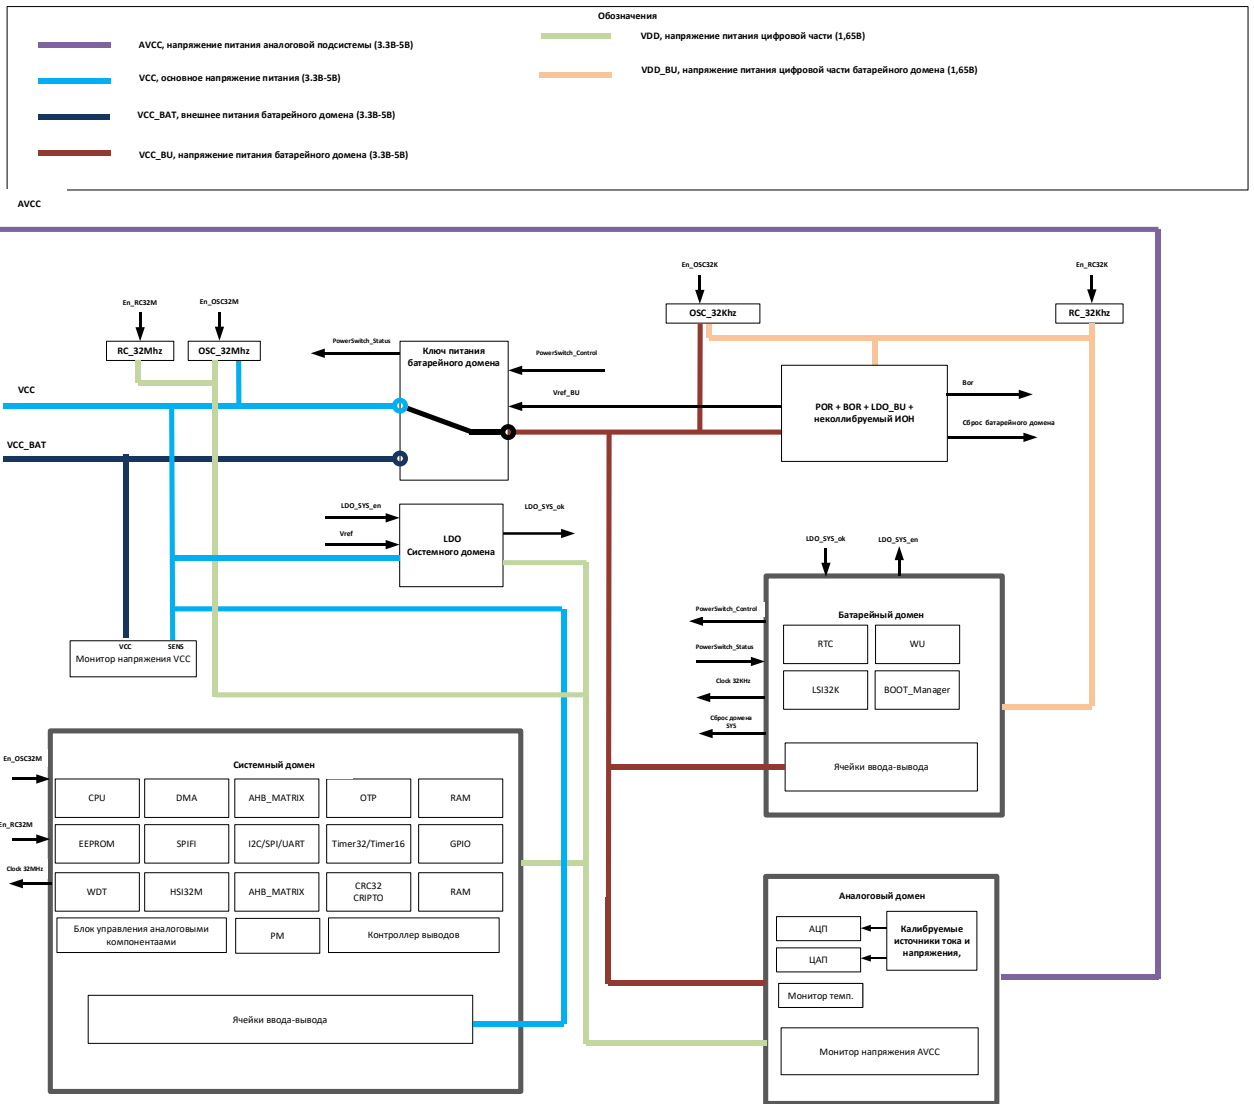 Обозначения
AVCC, напряжение питания аналоговой подсистемы (3.3В-5В)
VDD, напряжение питания цифровой части (1,65В)
VCC, основное напряжение питания (3.3В-5В)
VDD_BU, напряжение питания цифровой части батарейного домена (1,65В)
VCC_BAT, внешнее питания батарейного домена (3.3В-5В)
VCC_BU, напряжение питания батарейного домена (3.3В-5В)
AVCC
En_OSC32K
En_RC32K
OSC_32Khz
RC_32Khz
En_RC32M
En_OSC32M
RC_32Mhz
OSC_32Mhz
PowerSwitch_Status
Ключ питания
батарейного домена
PowerSwitch_Control
VCC
Vref_BU
VCC_BAT
POR + BOR + LDO_BU +
неколлибруемый ИОН
Bor
Сброс батарейного домена
LDO_SYS_en
Vref
LDO
Системного домена
LDO_SYS_ok
VCC
SENS
Монитор напряжения VCC
LDO_SYS_ok
LDO_SYS_en
PowerSwitch_Control
PowerSwitch_Status
Clock 32KHz
Сброс домена
SYS
Батарейный домен
RTC
WU
LSI32K
BOOT_Manager
Ячейки ввода-вывода
En_OSC32M
En_RC32M
Clock 32MHz
Системный домен
CPU
DMA
AHB_MATRIX
OTP
RAM
EEPROM
SPIFI
I2C/SPI/UART
Timer32/Timer16
GPIO
WDT
HSI32M
AHB_MATRIX
CRC32
CRIPTO
RAM
Блок управления аналоговыми
компонентаами
PM
Контроллер выводов
Ячейки ввода-вывода
Аналоговый домен
АЦП
ЦАП
Калибруемые
источники тока и
напряжения,
Монитор темп.
Монитор напряжения AVCC